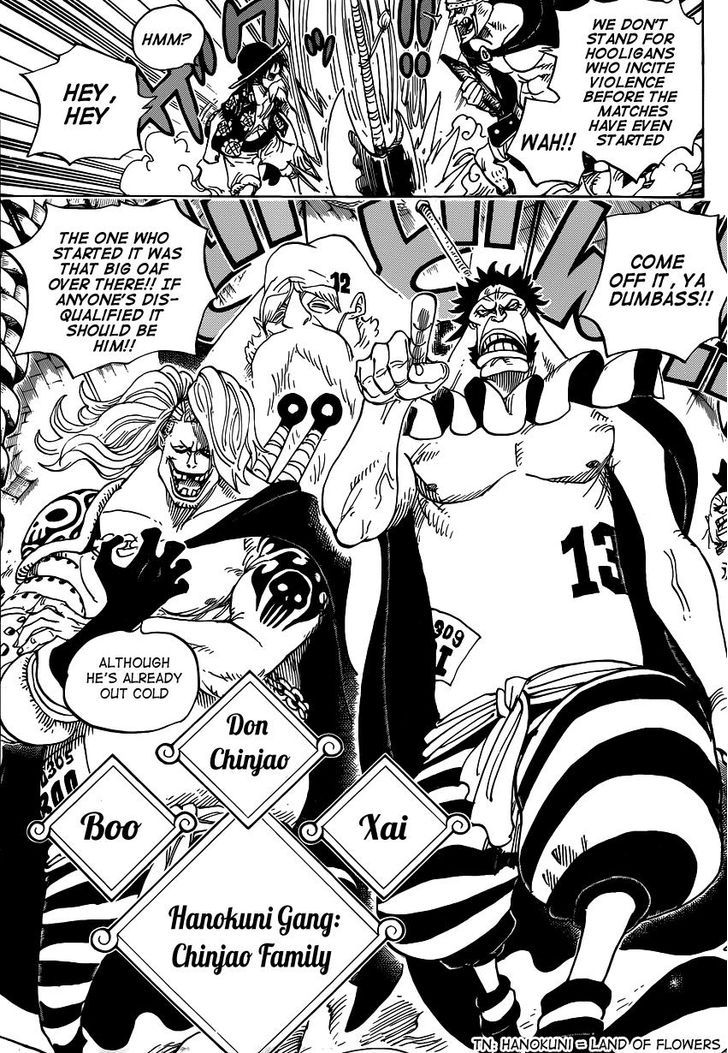 WE DON'T
STAND FOR
HOOLIGANS
WHO INCITE
VIOLENCE
BEFORE THE
MATCHES
HAVE EVEN
STARTED
WAH!!
HMM?
HEY,
HEY
COME
OFF IT, YA
DUMBASS!!
THE ONE WHO
STARTED IT WAS
THAT BIG OAF
OVER THERE!! IF
ANYONE'S DIS-
QUALIFIED IT
SHOULD BE
HIM!!
12
13
309
I
ALTHOUGH
HE'S ALREADY
OUT COLD
0305
BOO
Don
Chinjao
Boo
Xai
Hanokuni Gang:
Chinjao Family
TN: HANOKUNI = LAND OF FLOWERS